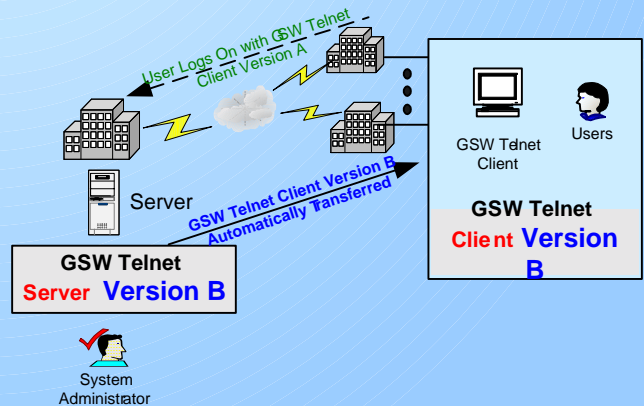 User Logs On with GSW Telnet
Client Version A
GSW Telnet
Client
Users
Server
GSW Telnet Client Version B
Automatically Transferred
GSW Telnet
Client Version
B
GSW Telnet
Server Version B
System
Administrator